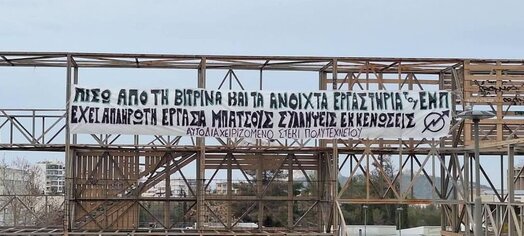 ΠΙΣΩ ΑΠΟ ΤΗ ΒΙΤΡΙΝΑ ΚΑΙ ΤΑ ΑΝΟΙΧΤΑ ΕΡΓΑΣΤΗΡΙΑ του ΕΜΠ
ΕΧΕΙ ΑΠΛΗΡΩΤΗ ΕΡΓΑΣΙΑ ΜΠΑΤΣΟΥΣ ΣΥΛΛΗΨΕΙΣ ΕΚΚΕΝΩΣΕΙΣ
ΑΥΤΟΔΙΑΧΕΙΡΙΖΟΜΕΝΟ ΣΤΕΚΙ ΠΟΛΥΤΕΧΝΕΙΟΥ